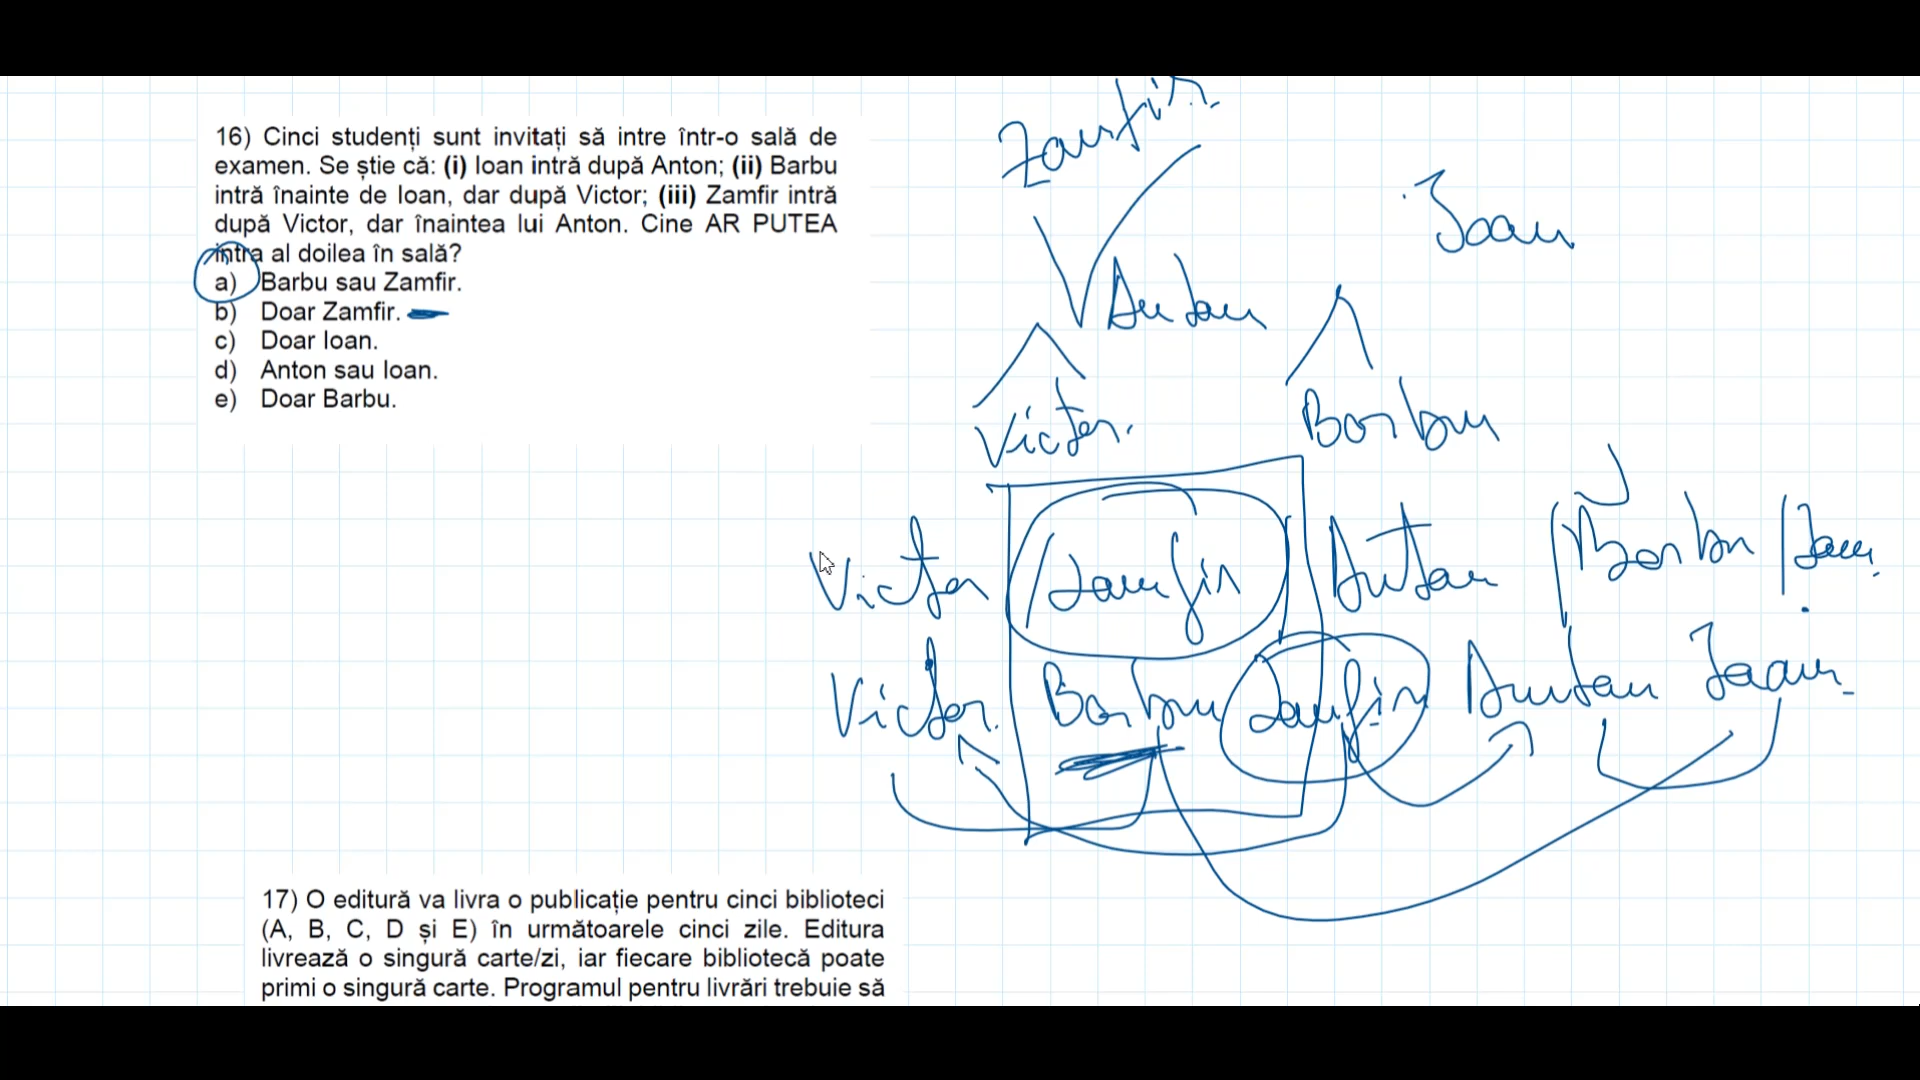 16) Cinci studenți sunt invitați să intre într-o sală de
examen. Se știe că: (i) Ioan intră după Anton; (ii) Barbu
intră înainte de Ioan, dar după Victor; (iii) Zamfir intră
după Victor, dar înaintea lui Anton. Cine AR PUTEA
intra al doilea în sală?
a) Barbu sau Zamfir.
b) Doar Zamfir.
c) Doar Ioan.
d) Anton sau Ioan.
e) Doar Barbu.
Zamfir
Ioan
Anton
Victor
Barbu
Victor Zamfir Anton Barbu Ioan
Victor Barbu Zamfir Anton Ioan
17) O editură va livra o publicație pentru cinci biblioteci
(A, B, C, D și E) în următoarele cinci zile. Editura
livrează o singură carte/zi, iar fiecare bibliotecă poate
primi o singură carte. Programul pentru livrări trebuie să